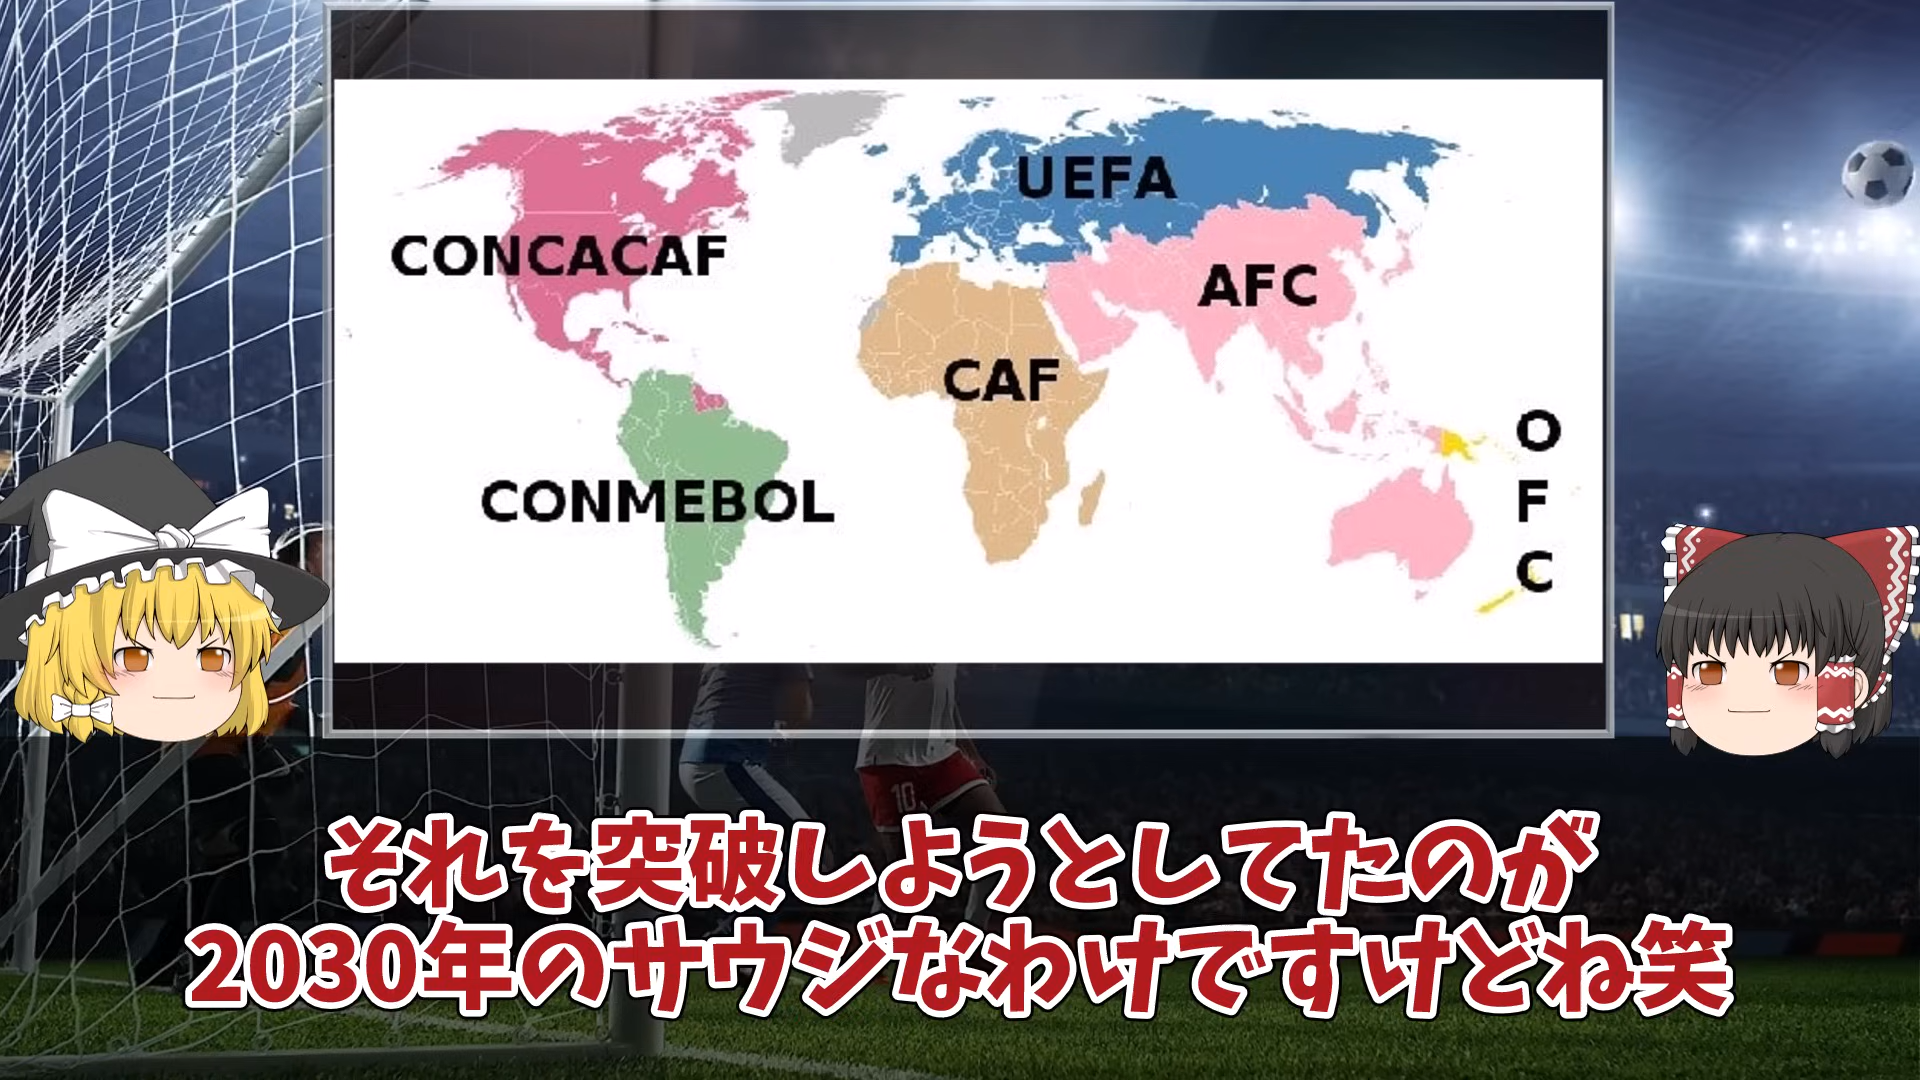 UEFA
CONCACAF
AFC
CAF
CONMEBOL
O
F
C
10
それを突破しようとしてたのが
2030年のサウジなわけですけどね笑